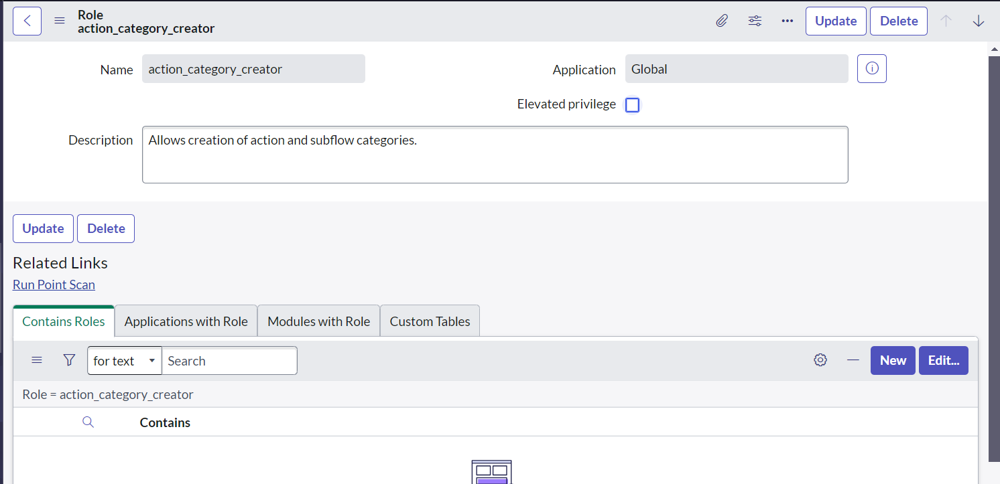 Role
action_category_creator
Update Delete
Name action_category_creator Application Global
Elevated privilege
Description Allows creation of action and subflow categories.
Update Delete
Related Links
Run Point Scan
Contains Roles Applications with Role Modules with Role Custom Tables
for text Search New Edit...
Role = action_category_creator
Contains